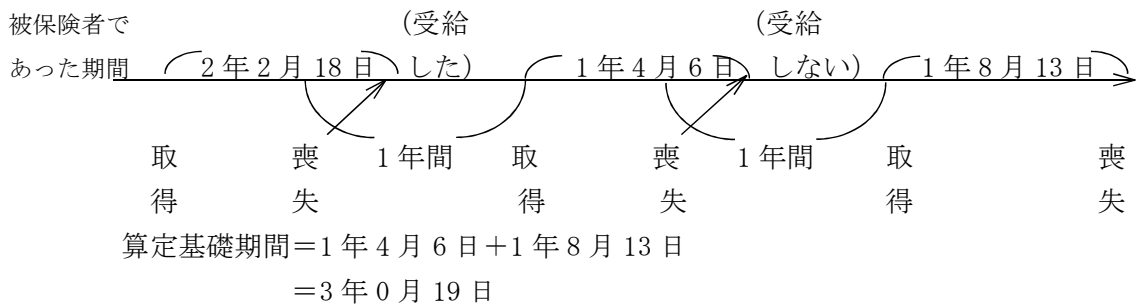 被保険者で (受給 (受給
あった期間 2年2月18日 した) 1年4月6日 しない) 1年8月13日
取 喪 1年間 取 喪 1年間 取 喪
得 失 得 失 得 失
算定基礎期間=1年4月6日+1年8月13日
=3年0月19日